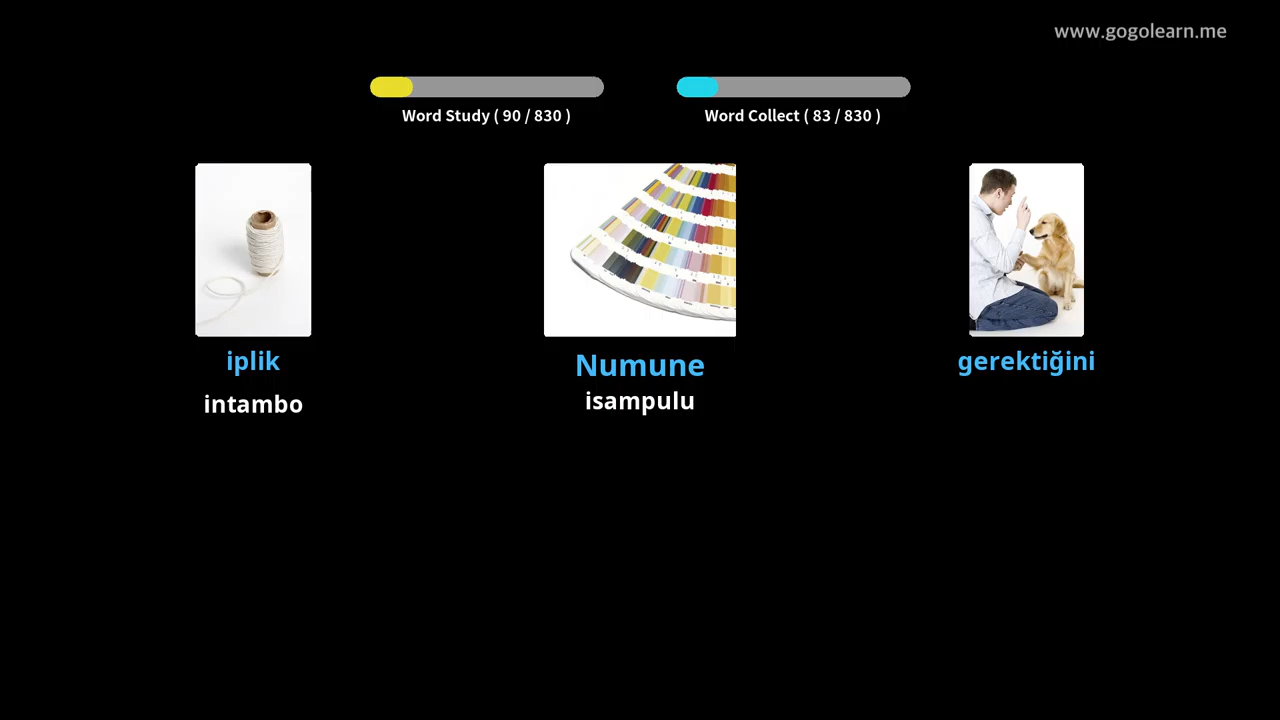 www.gogolearn.me
Word Study ( 90 / 830 )
Word Collect ( 83 / 830 )
iplik
intambo
Numune
isampulu
gerektiğini